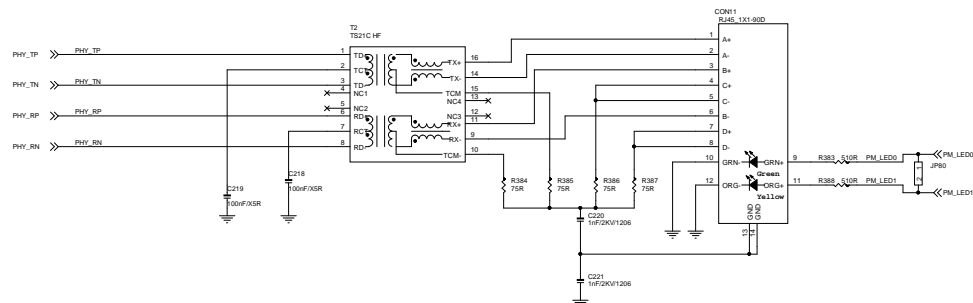 CON11
RJ45_1X1-90D
T2
TS21C HF
PHY_TP
PHY_TP
1
TD+
TX+
16
1
A+
2
TCT
TX-
14
2
A-
PHY_TN
PHY_TN
3
TD-
TCM
15
3
B+
4
NC1
NC4
13
4
C+
5
NC2
NC3
12
5
C-
PHY_RP
PHY_RP
6
RD+
RX+
11
6
B-
7
RCT
RX-
9
7
D+
PHY_RN
PHY_RN
8
RD-
TCM-
10
8
D-
10
GRN-
GRN+
9
R383
510R
PM_LED0
PM_LED0
Green
12
ORG-
ORG+
11
R388
510R
PM_LED1
PM_LED1
Yellow
1
2
JP80
C219
100nF/X5R
C218
100nF/X5R
R384
75R
R385
75R
R386
75R
R387
75R
GND
GND
13
14
C220
1nF/2KV/1206
C221
1nF/2KV/1206